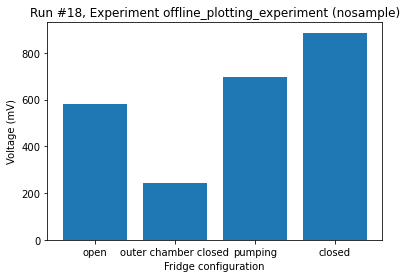 Run #18, Experiment offline_plotting_experiment (nosample)
Voltage (mV)
800
600
400
200
0
open outer chamber closed pumping closed
Fridge configuration